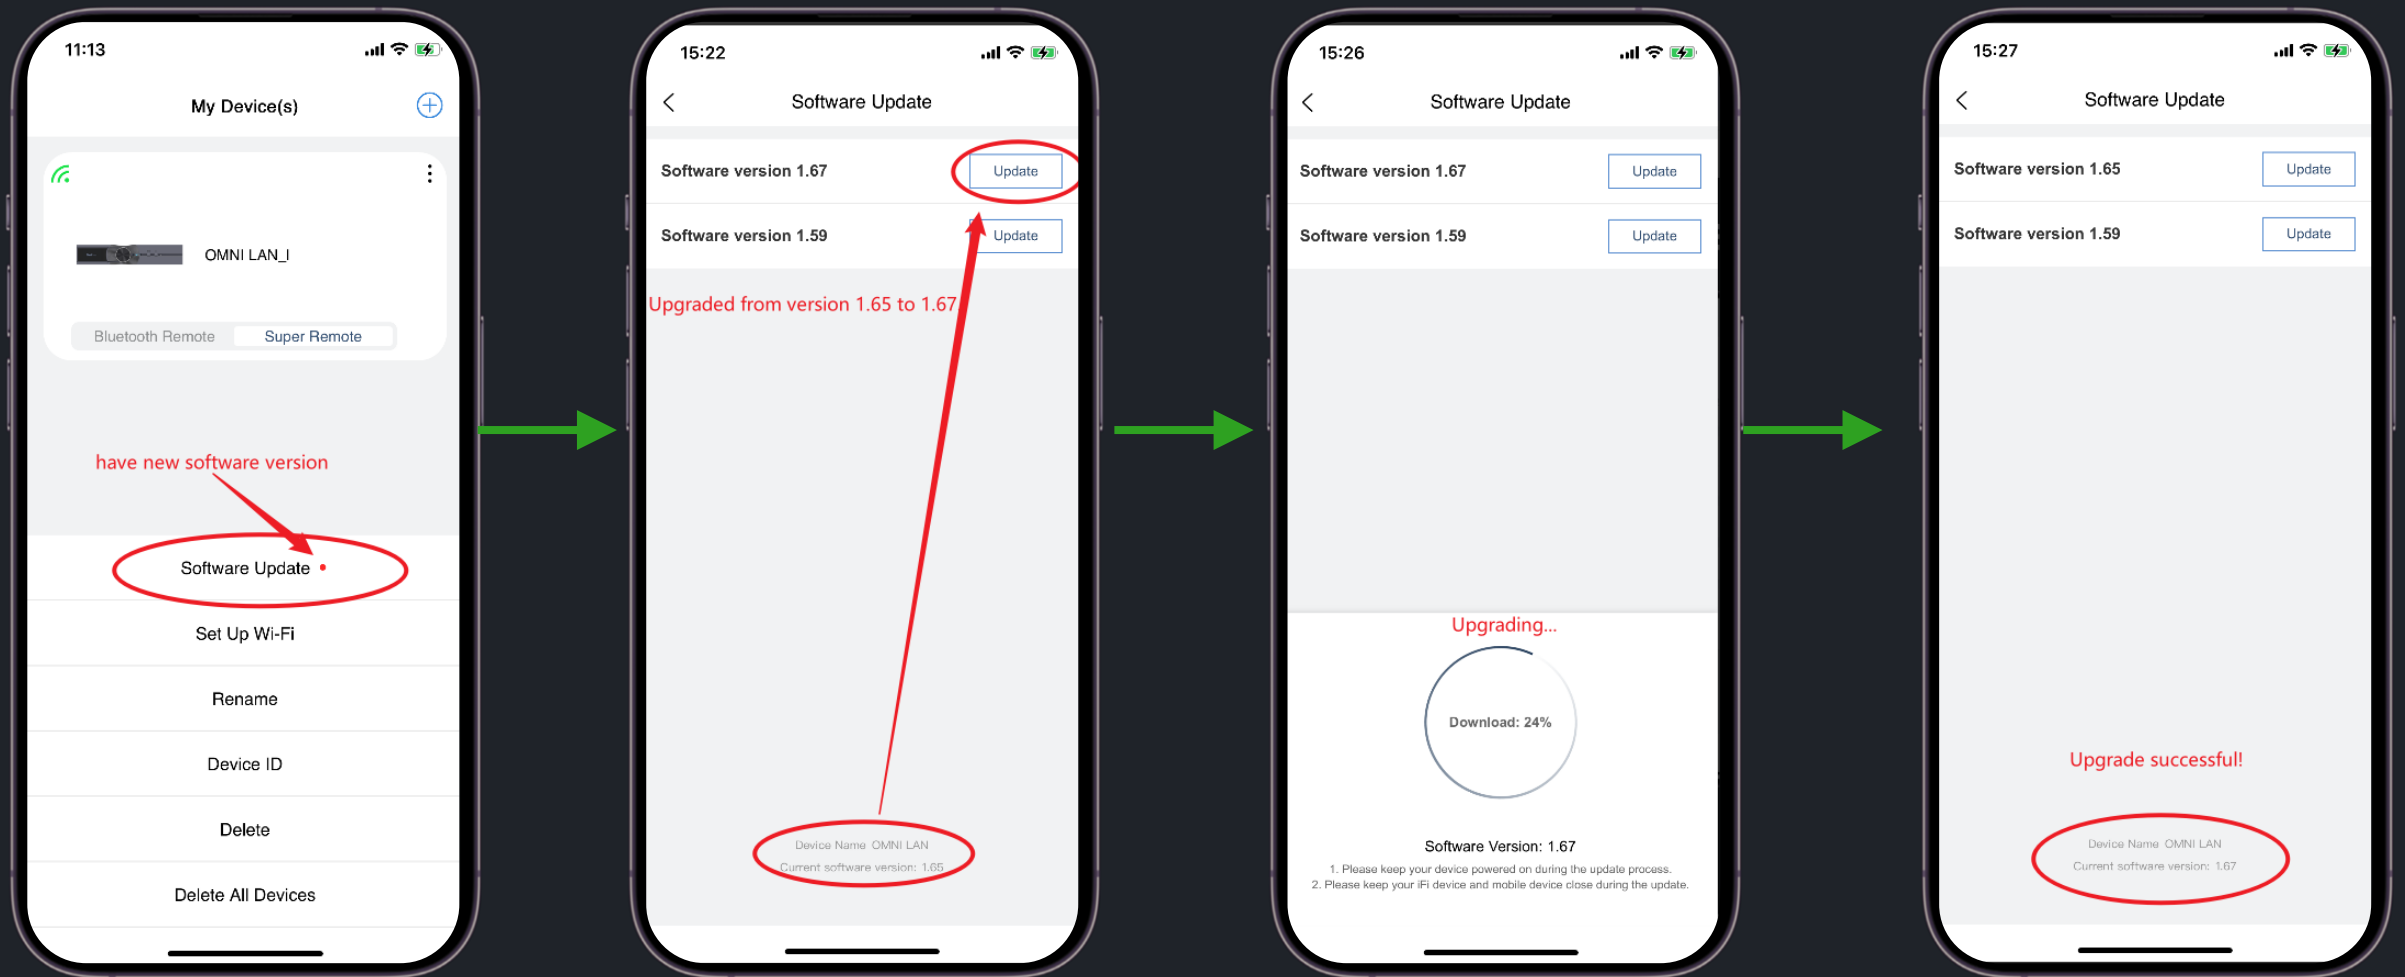 11:13
My Device(s)
OMNI LAN_I
Bluetooth Remote
Super Remote
have new software version
Software Update
Set Up Wi-Fi
Rename
Device ID
Delete
Delete All Devices
15:22
Software Update
Software version 1.67
Update
Software version 1.59
Update
Upgraded from version 1.65 to 1.67
Device Name OMNI LAN
Current software version: 1.65
15:26
Software Update
Software version 1.67
Update
Software version 1.59
Update
Upgrading...
Download: 24%
Software Version: 1.67
1. Please keep your device powered on during the update process.
2. Please keep your iFi device and mobile device close during the update.
15:27
Software Update
Software version 1.65
Update
Software version 1.59
Update
Upgrade successful!
Device Name OMNI LAN
Current software version: 1.67